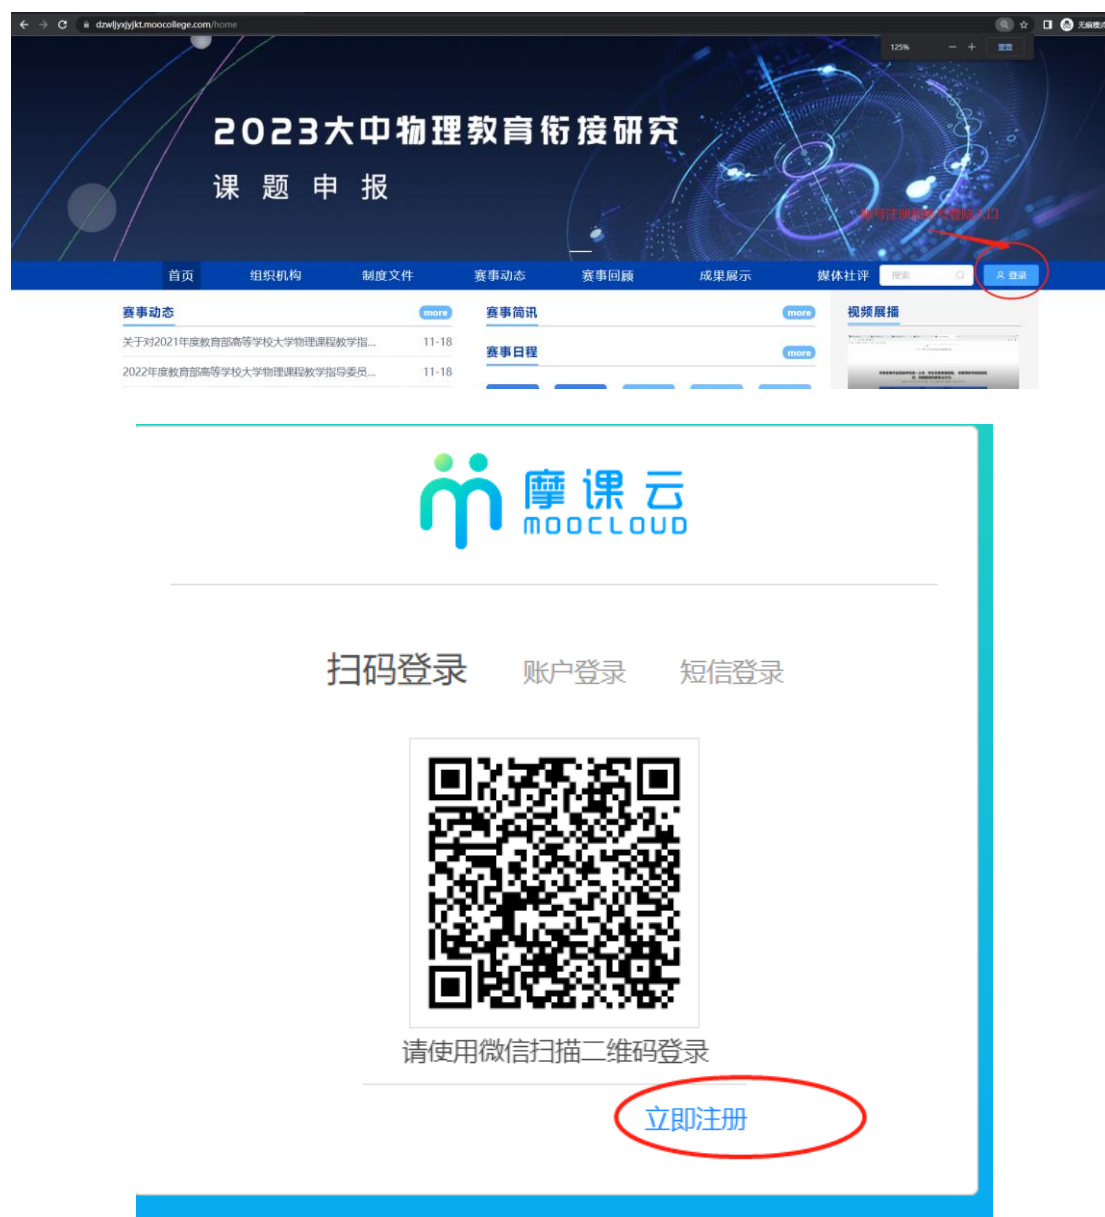 dzwljyxjyjkt.moocollege.com/home
125%
重置
2023大中物理教育衔接研究
课题申报
首页 组织机构 制度文件 赛事动态 赛事回顾 成果展示 媒体社评 搜索 登录
赛事动态 more
关于对2021年度教育部高等学校大学物理课程教学指... 11-18
2022年度教育部高等学校大学物理课程教学指导委员... 11-18
赛事简讯 more
赛事日程 more
视频展播
摩课云
MOOCLOUD
扫码登录 账户登录 短信登录
请使用微信扫描二维码登录
立即注册